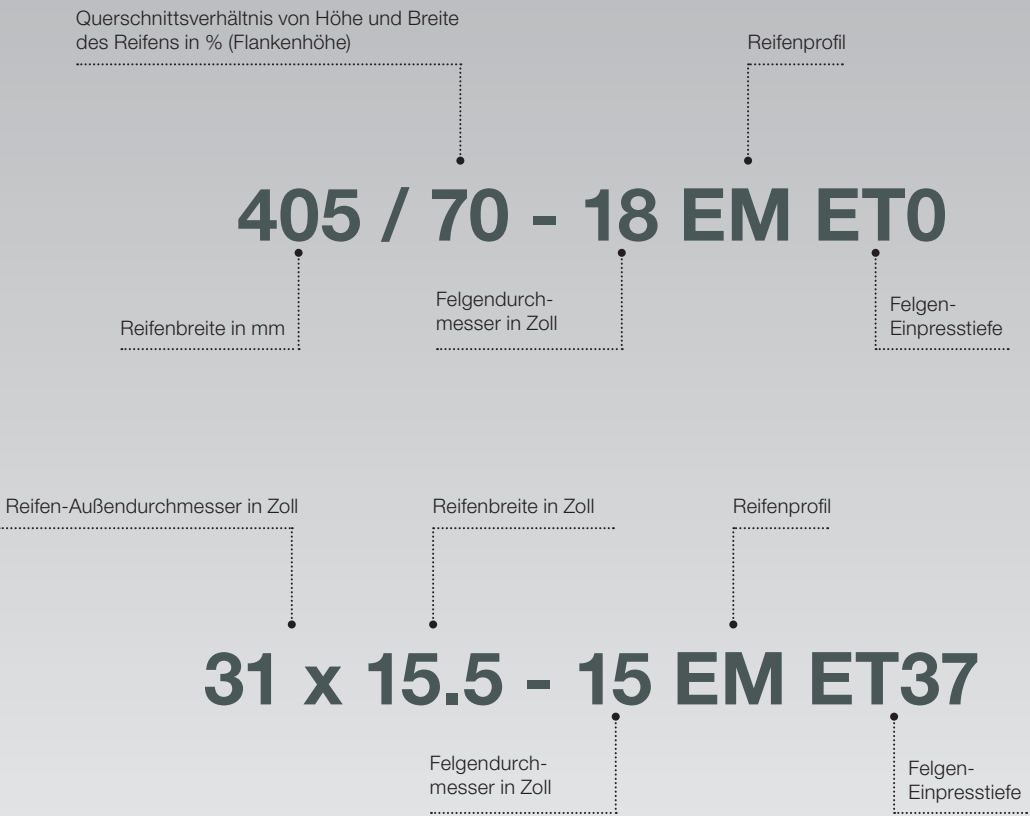 Querschnittsverhältnis von Höhe und Breite
des Reifens in % (Flankenhöhe)
Reifenprofil
405 / 70 - 18 EM ET0
Reifenbreite in mm
Felgendurch-
messer in Zoll
Felgen-
Einpresstiefe
Reifen-Außendurchmesser in Zoll
Reifenbreite in Zoll
Reifenprofil
31 x 15.5 - 15 EM ET37
Felgendurch-
messer in Zoll
Felgen-
Einpresstiefe